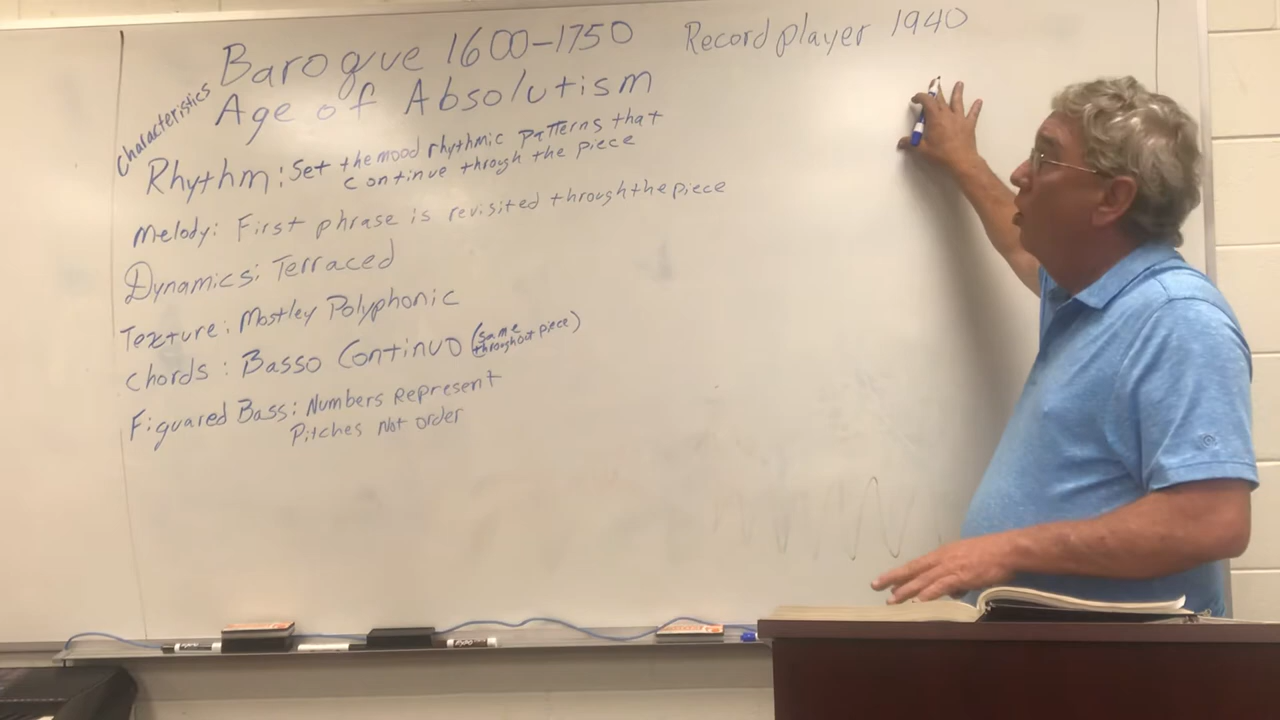 Baroque 1600-1750
Record player 1940
Age of Absolutism
Characteristics
Rhythm: Set the mood rhythmic patterns that
continue through the piece
Melody: First phrase is revisited through the piece
Dynamics: Terraced
Texture: Mostley Polyphonic
Chords: Basso Continuo (same
throughout piece)
Figuared Bass: Numbers Represent
Pitches Not order